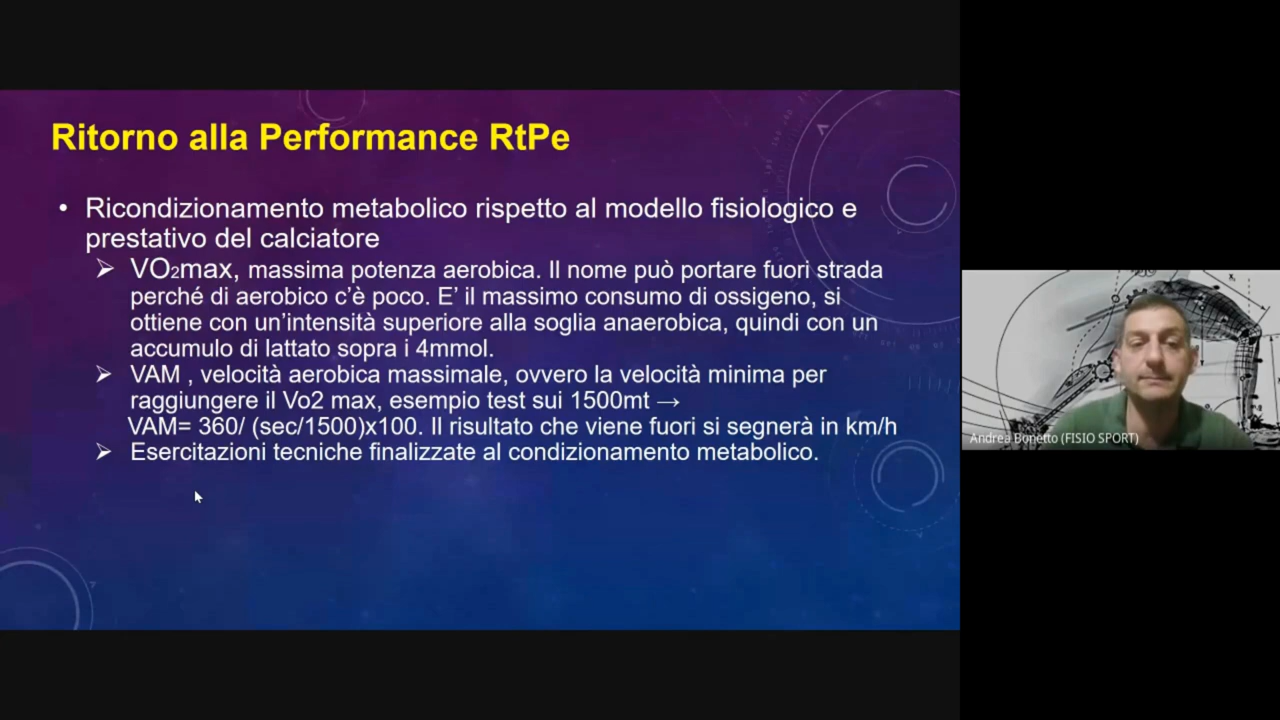 Ritorno alla Performance RtPe
• Ricondizionamento metabolico rispetto al modello fisiologico e
prestativo del calciatore
➢ VO₂max, massima potenza aerobica. Il nome può portare fuori strada
perché di aerobico c’è poco. E’ il massimo consumo di ossigeno, si
ottiene con un’intensità superiore alla soglia anaerobica, quindi con un
accumulo di lattato sopra i 4mmol.
➢ VAM , velocità aerobica massimale, ovvero la velocità minima per
raggiungere il Vo2 max, esempio test sui 1500mt →
VAM= 360/ (sec/1500)x100. Il risultato che viene fuori si segnerà in km/h
➢ Esercitazioni tecniche finalizzate al condizionamento metabolico.
Andrea Bonetto (FISIO SPORT)